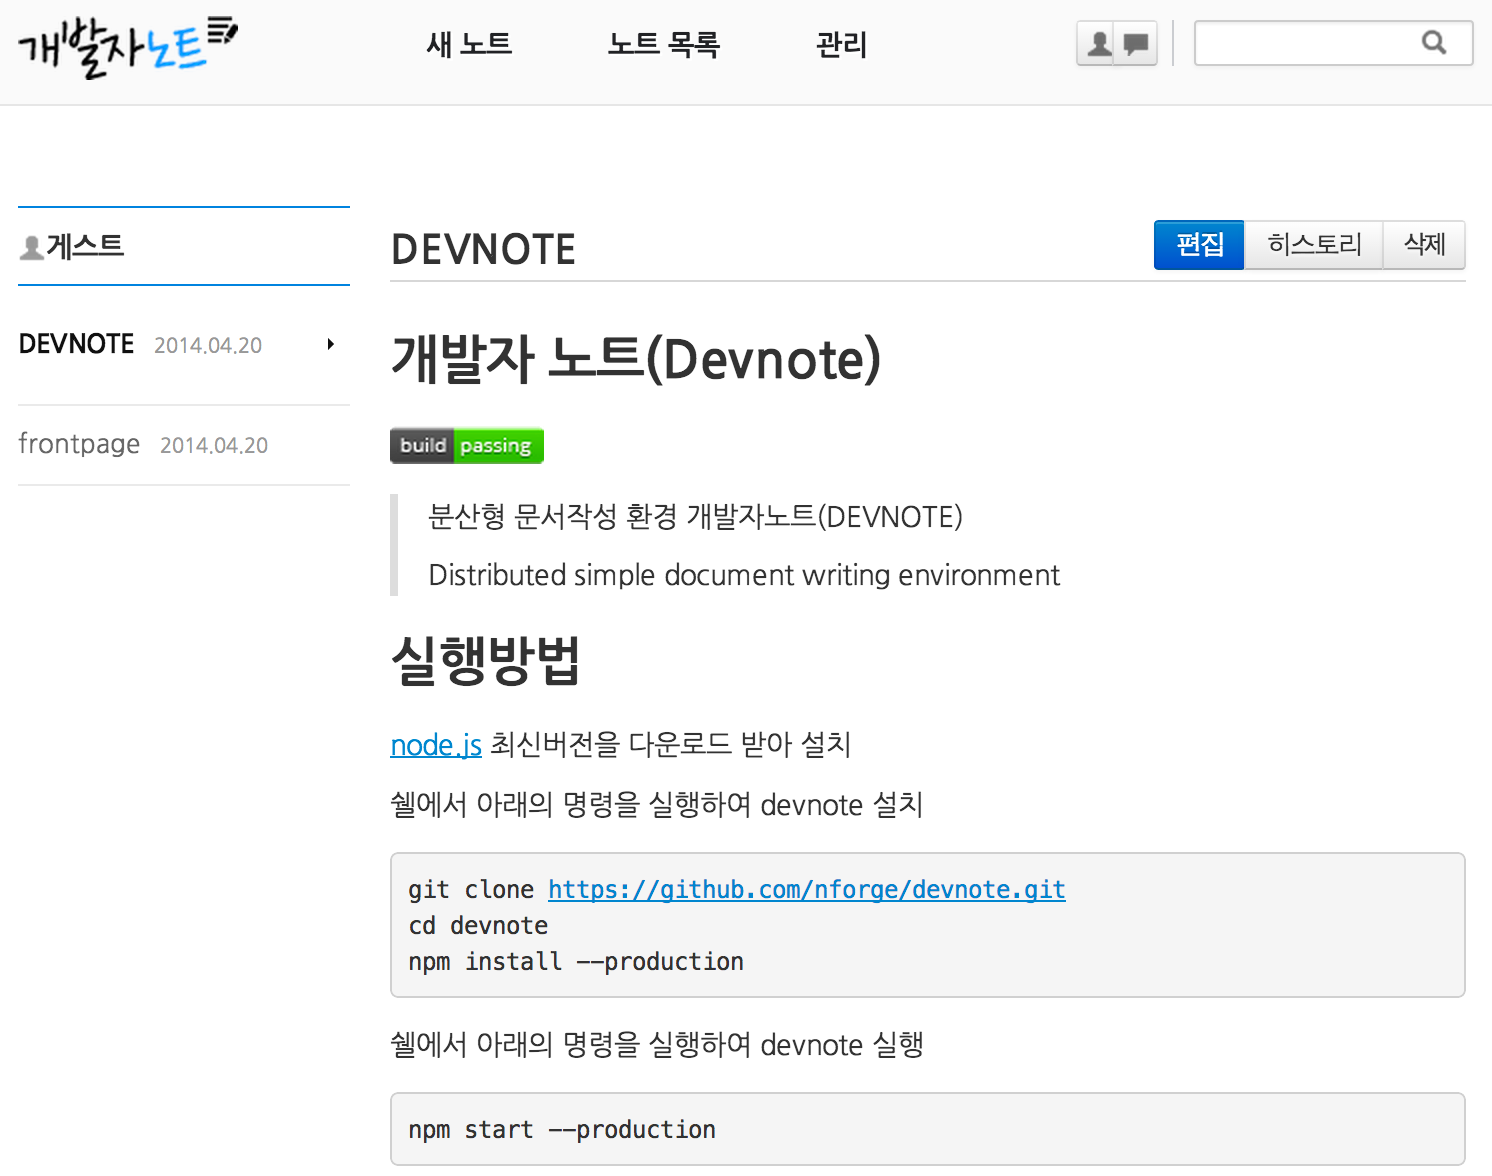 개발자노트
새 노트
노트 목록
관리
게스트
DEVNOTE 2014.04.20
frontpage 2014.04.20
DEVNOTE
편집
히스토리
삭제
개발자 노트(Devnote)
build passing
분산형 문서작성 환경 개발자노트(DEVNOTE)
Distributed simple document writing environment
실행방법
node.js 최신버전을 다운로드 받아 설치
쉘에서 아래의 명령을 실행하여 devnote 설치
git clone https://github.com/nforge/devnote.git
cd devnote
npm install --production
쉘에서 아래의 명령을 실행하여 devnote 실행
npm start --production